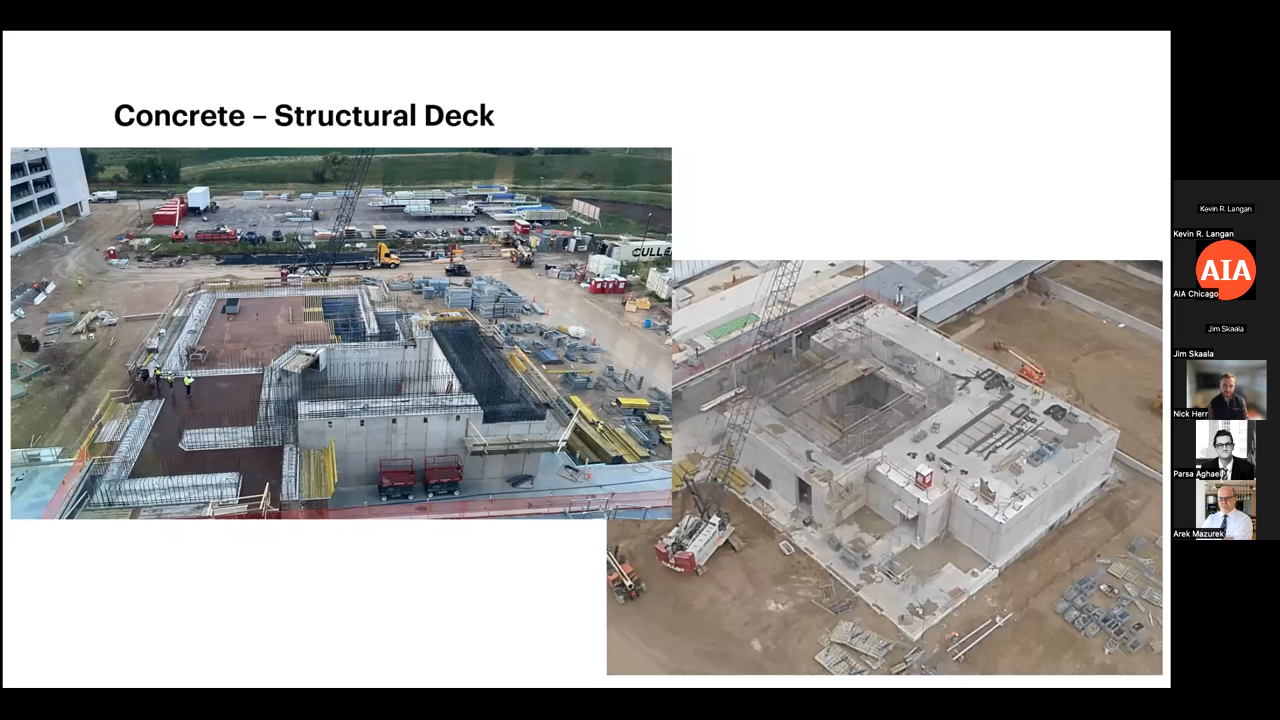 Concrete – Structural Deck
CULLE
Kevin R. Langan
Kevin R. Langan
AIA
AIA Chicago
Jim Skaala
Jim Skaala
Nick Herr
Parsa Aghaei
Arek Mazurek